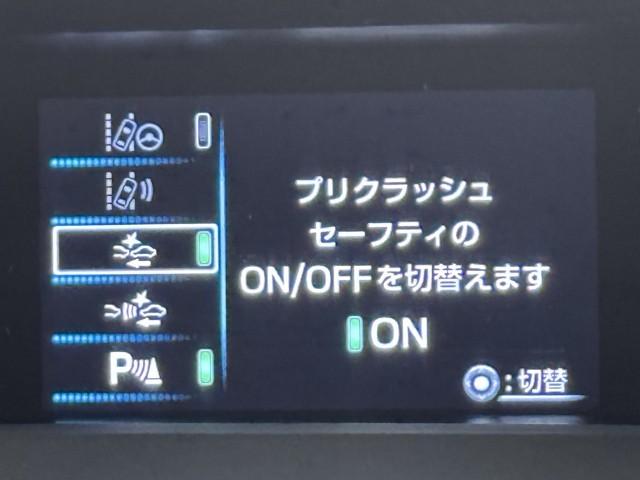 プリクラッシュ
セーフティの
ON/OFFを切替えます
ON
P
:切替